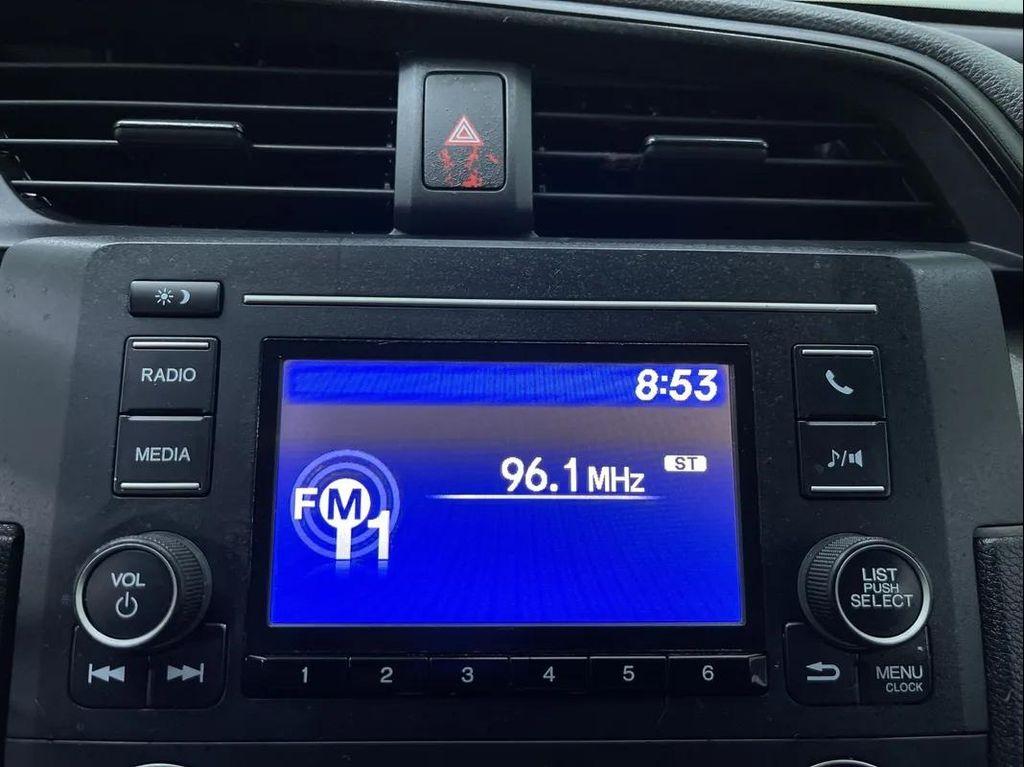 RADIO
MEDIA
8:53
96.1 MHz
ST
FM
1
VOL
LIST
PUSH
SELECT
1 2 3 4 5 6
MENU
CLOCK